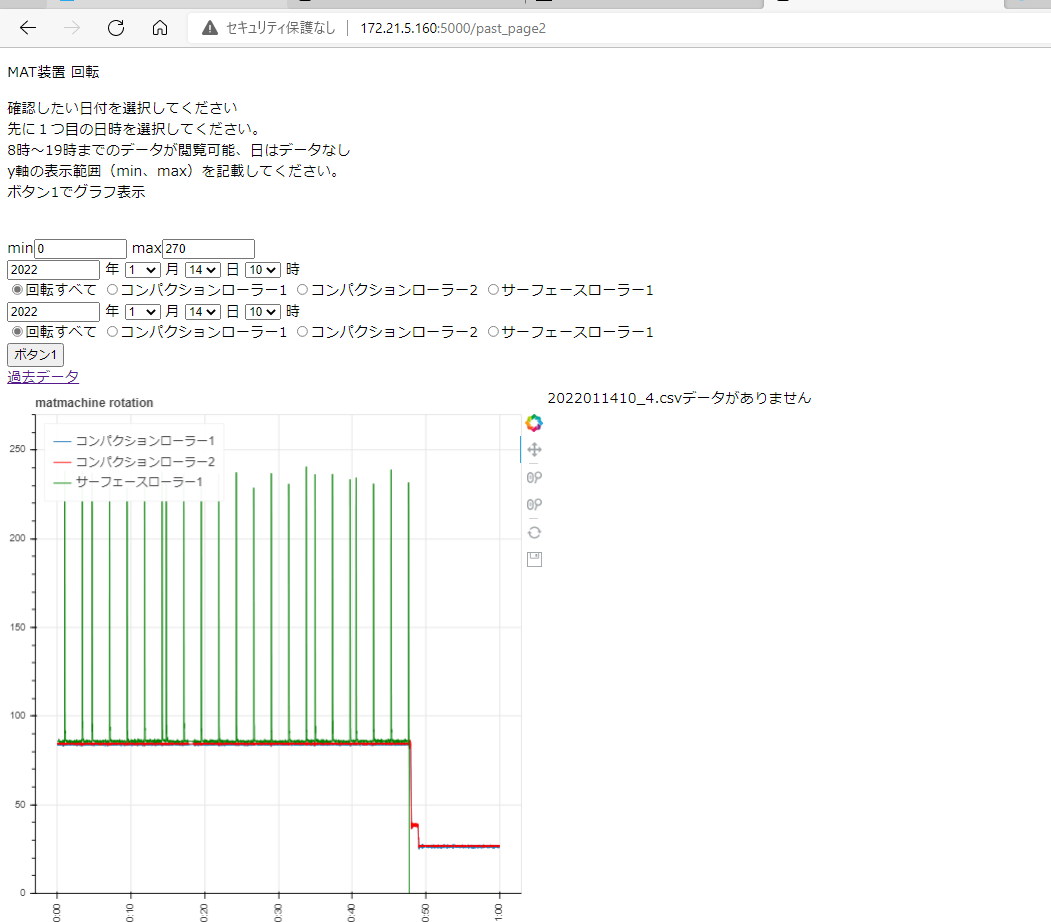 セキュリティ保護なし 172.21.5.160:5000/past_page2
MAT装置 回転
確認したい日付を選択してください
先に１つ目の日時を選択してください。
8時～19時までのデータが閲覧可能、日はデータなし
y軸の表示範囲（min、max）を記載してください。
ボタン1でグラフ表示
min 0 max 270
2022 年 1 月 14 日 10 時
回転すべて コンパクションローラー1 コンパクションローラー2 サーフェースローラー1
2022 年 1 月 14 日 10 時
回転すべて コンパクションローラー1 コンパクションローラー2 サーフェースローラー1
ボタン1
過去データ
2022011410_4.csvデータがありません
matmachine rotation
コンパクションローラー1
コンパクションローラー2
サーフェースローラー1
250
200
150
100
50
0
0:00 0:10 0:20 0:30 0:40 0:50 1:00